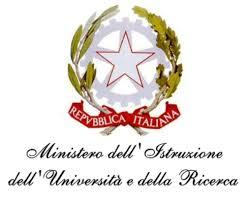 REPVBBLICA ITALIANA
Ministero dell'Istruzione
dell'Università e della Ricerca